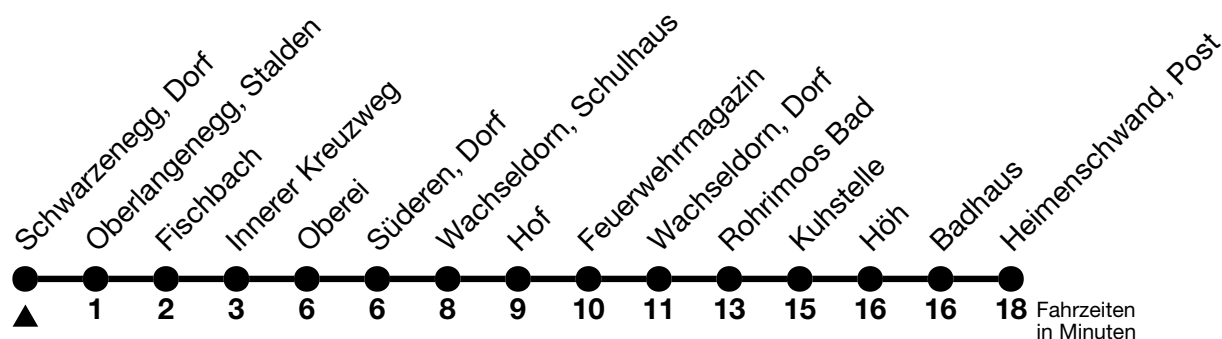 Schwarzenegg, Dorf
Oberlangenegg, Stalden
Fischbach
Innerer Kreuzweg
Oberei
Süderen, Dorf
Wachseldorn, Schulhaus
Hof
Feuerwehrmagazin
Wachseldorn, Dorf
Rohrimoos Bad
Kuhstelle
Höh
Badhaus
Heimenschwand, Post
1 2 3 6 6 8 9 10 11 13 15 16 16 18 Fahrzeiten
in Minuten